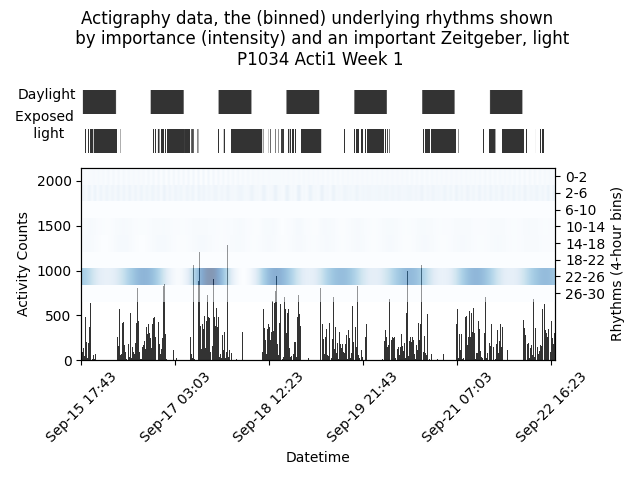 Actigraphy data, the (binned) underlying rhythms shown
by importance (intensity) and an important Zeitgeber, light
P1034 Acti1 Week 1
Daylight
Exposed
light
Activity Counts
2000
1500
1000
500
0
0-2
2-6
6-10
10-14
14-18
18-22
22-26
26-30
Rhythms (4-hour bins)
Sep-15 17:43
Sep-17 03:03
Sep-18 12:23
Sep-19 21:43
Sep-21 07:03
Sep-22 16:23
Datetime